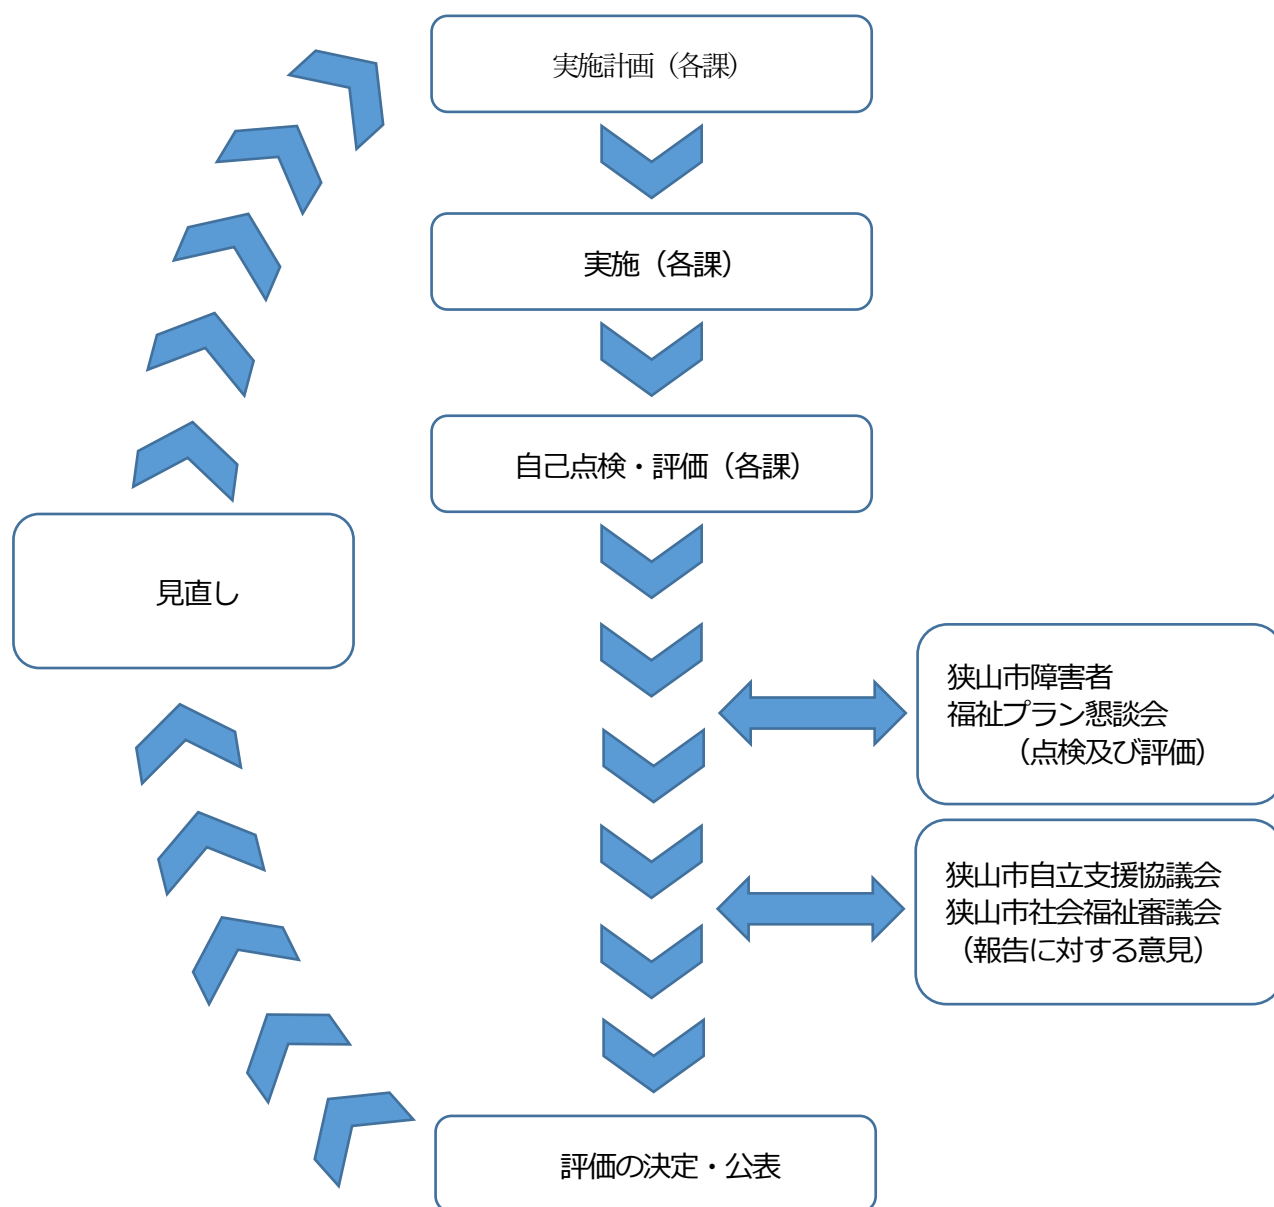 実施計画（各課）
実施（各課）
自己点検・評価（各課）
見直し
狭山市障害者
福祉プラン懇談会
（点検及び評価）
狭山市自立支援協議会
狭山市社会福祉審議会
（報告に対する意見）
評価の決定・公表